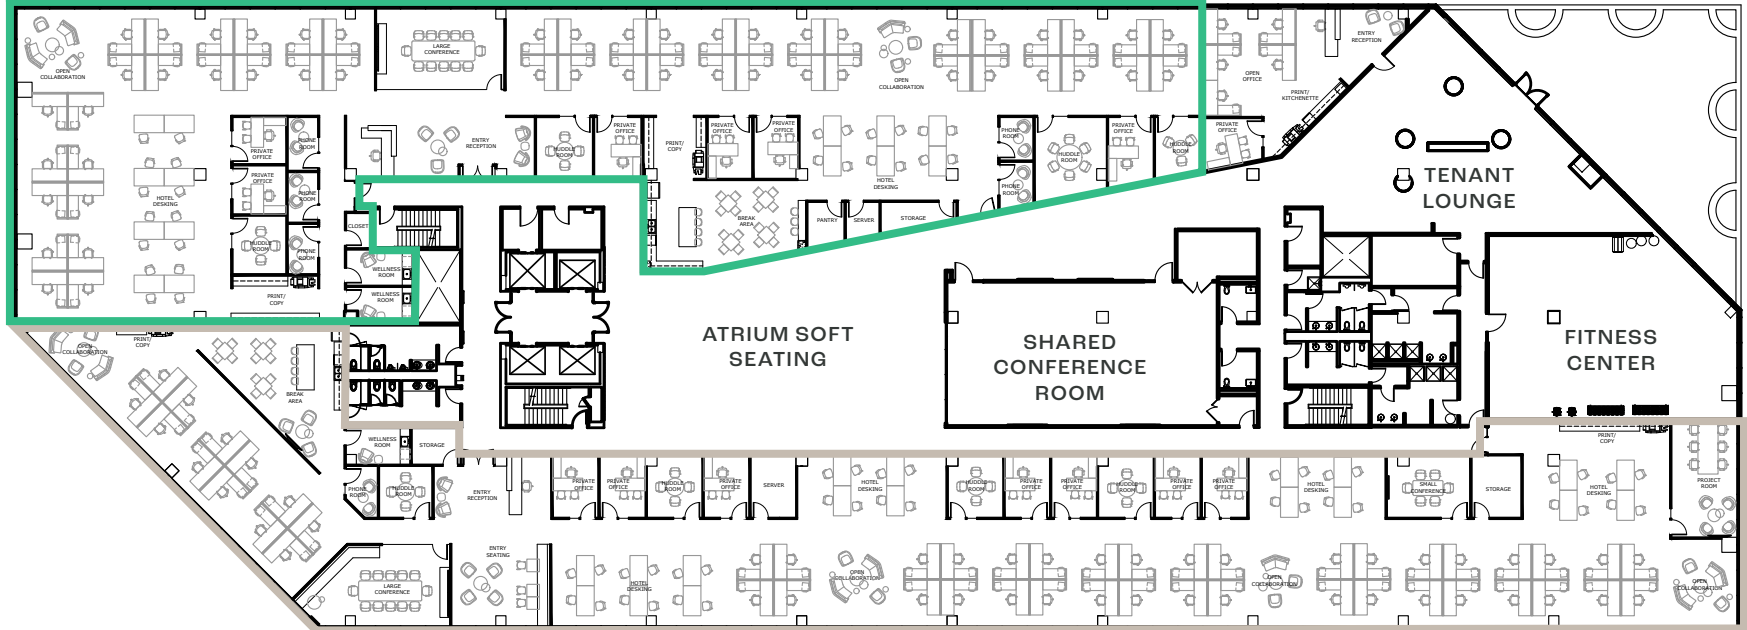 OPEN
COLLABORATION
LARGE
CONFERENCE
OPEN
COLLABORATION
ENTRY
RECEPTION
OPEN
OFFICE
PRINT/
KITCHENETTE
PRIVATE
OFFICE
HOTEL
DESKING
PRIVATE
OFFICE
PHONE
ROOM
PRIVATE
OFFICE
PHONE
ROOM
HUDDLE
ROOM
PHONE
ROOM
PRINT/
COPY
ENTRY
RECEPTION
HUDDLE
ROOM
PRIVATE
OFFICE
PRINT/
COPY
PRIVATE
OFFICE
PRIVATE
OFFICE
HOTEL
DESKING
PHONE
ROOM
HUDDLE
ROOM
PHONE
ROOM
PRIVATE
OFFICE
HUDDLE
ROOM
CLOSET
WELLNESS
ROOM
WELLNESS
ROOM
BREAK
AREA
PANTRY
SERVER
STORAGE
TENANT
LOUNGE
ATRIUM SOFT
SEATING
SHARED
CONFERENCE
ROOM
FITNESS
CENTER
OPEN
COLLABORATION
PRINT/
COPY
BREAK
AREA
WELLNESS
ROOM
STORAGE
PHONE
ROOM
HUDDLE
ROOM
ENTRY
RECEPTION
PRIVATE
OFFICE
PRIVATE
OFFICE
HUDDLE
ROOM
PRIVATE
OFFICE
SERVER
HOTEL
DESKING
HUDDLE
ROOM
PRIVATE
OFFICE
PRIVATE
OFFICE
HUDDLE
ROOM
PRIVATE
OFFICE
PRIVATE
OFFICE
HOTEL
DESKING
SMALL
CONFERENCE
STORAGE
HOTEL
DESKING
PRINT/
COPY
PROJECT
ROOM
LARGE
CONFERENCE
ENTRY
SEATING
HOTEL
DESKING
OPEN
COLLABORATION
OPEN
COLLABORATION
OPEN
COLLABORATION